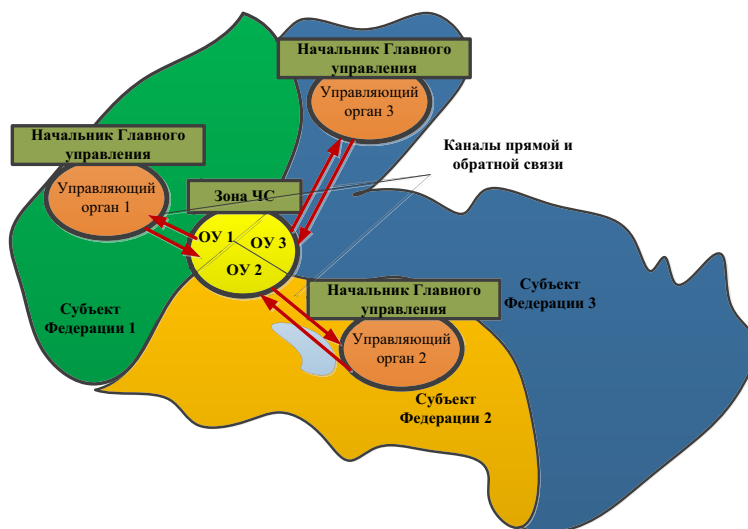 Начальник Главного
управления
Управляющий
орган 3
Начальник Главного
управления
Управляющий
орган 1
Каналы прямой и
обратной связи
Зона ЧС
ОУ 1
ОУ 3
ОУ 2
Субъект
Федерации 1
Субъект
Федерации 3
Начальник Главного
управления
Управляющий
орган 2
Субъект
Федерации 2